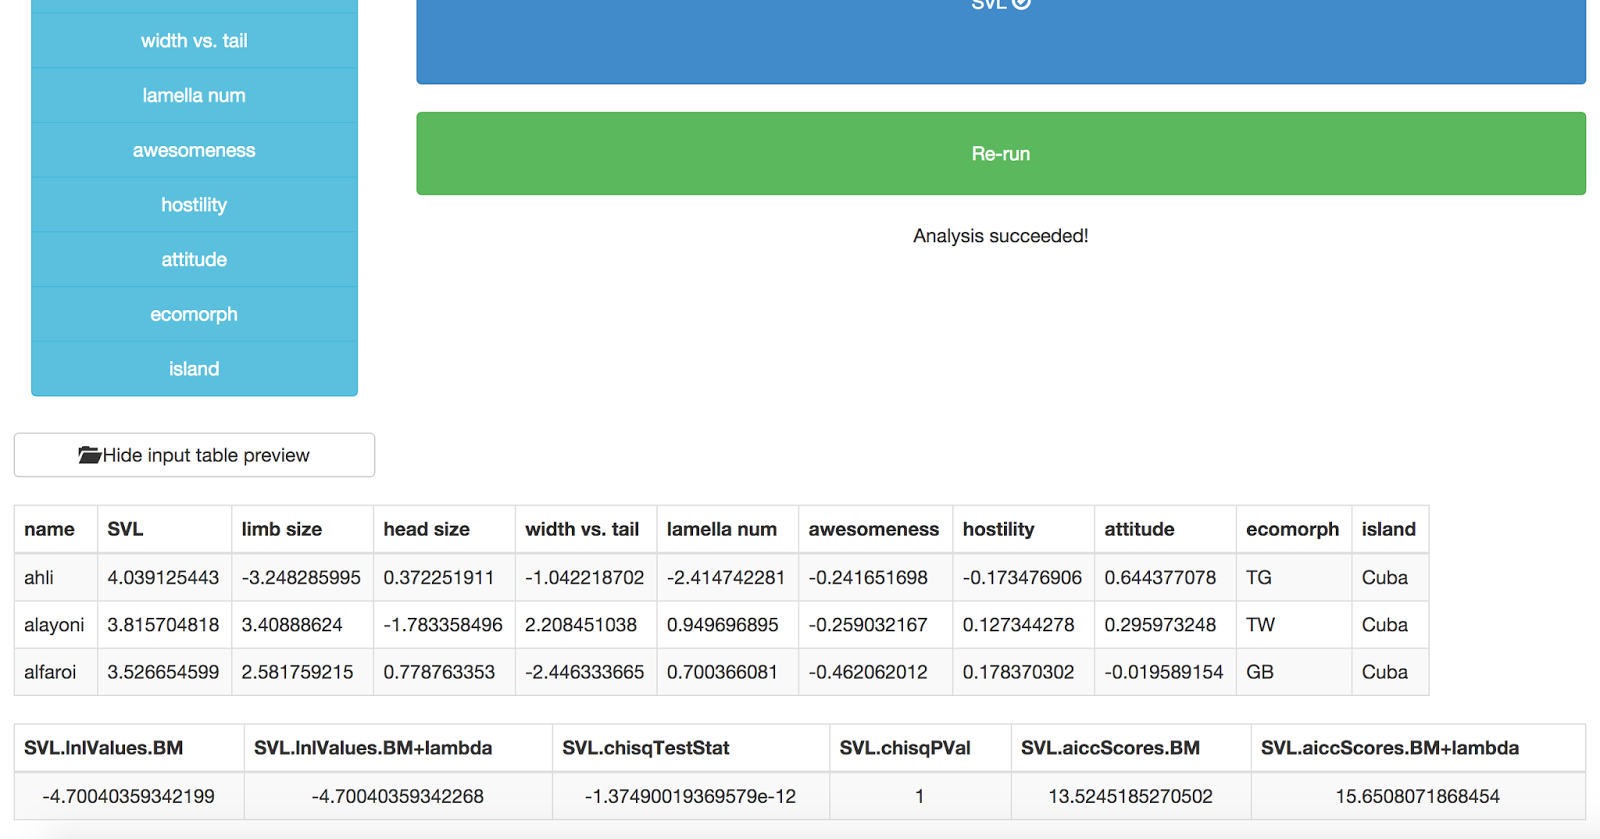 SVL
width vs. tail
lamella num
awesomeness
hostility
attitude
ecomorph
island
Re-run
Analysis succeeded!
Hide input table preview
name SVL limb size head size width vs. tail lamella num awesomeness hostility attitude ecomorph island
ahli 4.039125443 -3.248285995 0.372251911 -1.042218702 -2.414742281 -0.241651698 -0.173476906 0.644377078 TG Cuba
alayoni 3.815704818 3.40888624 -1.783358496 2.208451038 0.949696895 -0.259032167 0.127344278 0.295973248 TW Cuba
alfaroi 3.526654599 2.581759215 0.778763353 -2.446333665 0.700366081 -0.462062012 0.178370302 -0.019589154 GB Cuba
SVL.lnlValues.BM SVL.lnlValues.BM+lambda SVL.chisqTestStat SVL.chisqPVal SVL.aiccScores.BM SVL.aiccScores.BM+lambda
-4.70040359342199 -4.70040359342268 -1.37490019369579e-12 1 13.5245185270502 15.6508071868454